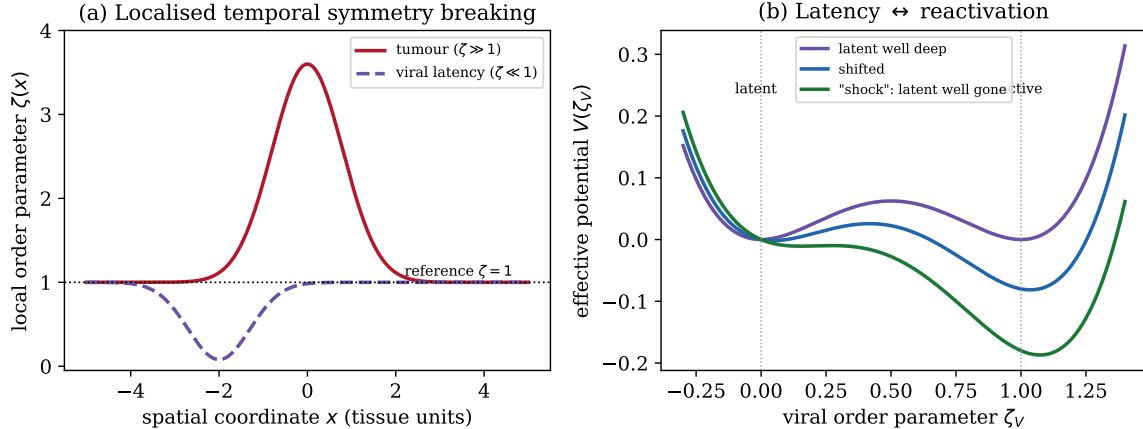 (a) Localised temporal symmetry breaking
local order parameter ζ(x)
4
3
2
1
0
tumour (ζ≫1)
viral latency (ζ≪1)
reference ζ = 1
−4
−2
0
2
4
spatial coordinate x (tissue units)
(b) Latency ↔ reactivation
effective potential V(ζ_V)
0.3
0.2
0.1
0.0
−0.1
−0.2
latent well deep
shifted
"shock": latent well gone
latent
ctive
−0.25
0.00
0.25
0.50
0.75
1.00
1.25
viral order parameter ζ_V